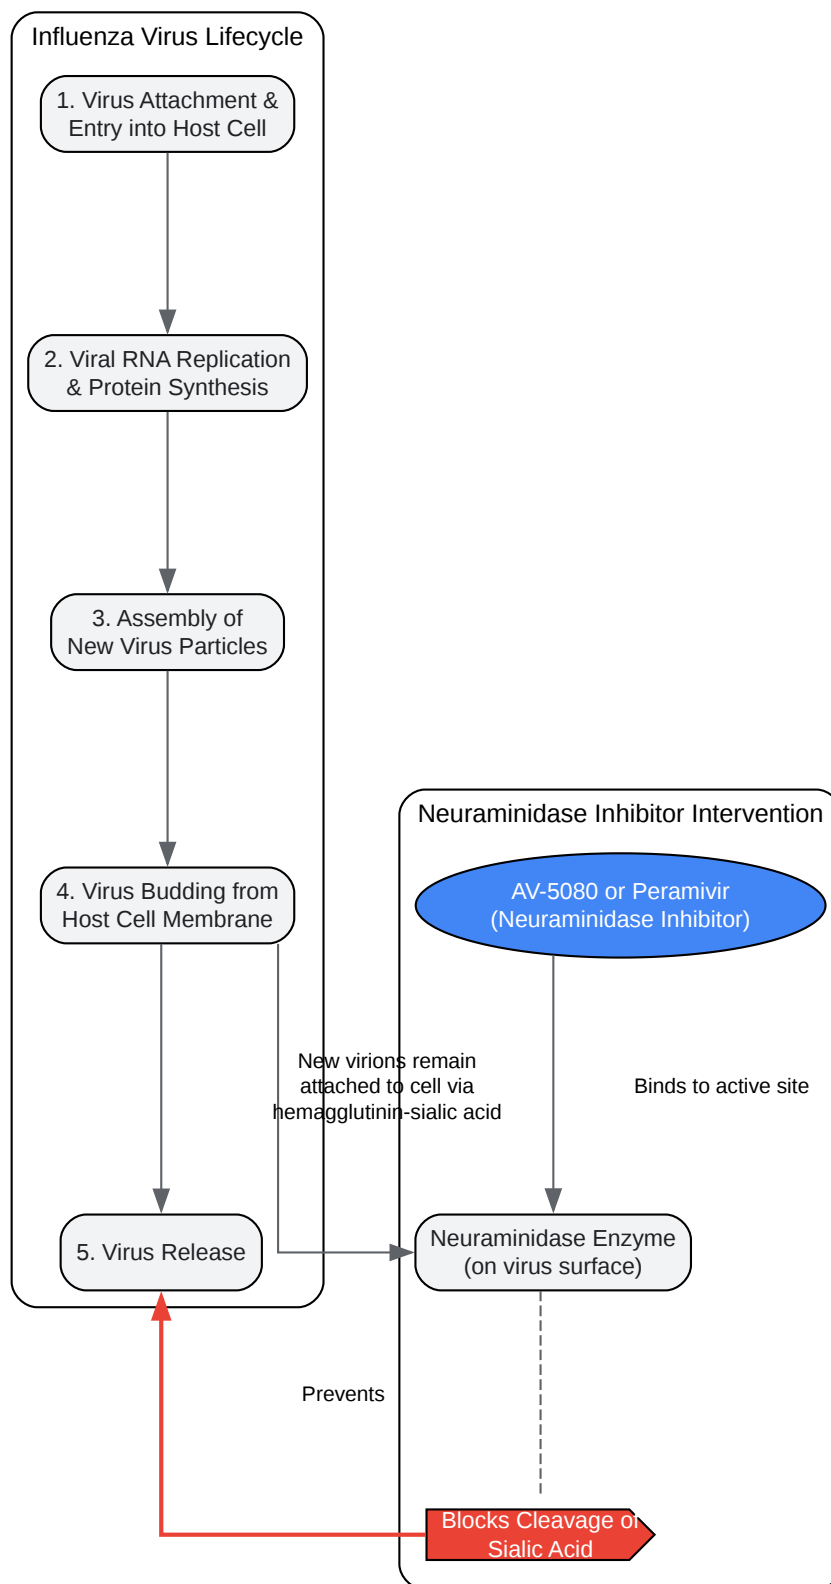 Influenza Virus Lifecycle
1. Virus Attachment &
Entry into Host Cell
2. Viral RNA Replication
& Protein Synthesis
3. Assembly of
New Virus Particles
4. Virus Budding from
Host Cell Membrane
5. Virus Release
Neuraminidase Inhibitor Intervention
AV-5080 or Peramivir
(Neuraminidase Inhibitor)
New virions remain
attached to cell via
hemagglutinin-sialic acid
Binds to active site
Neuraminidase Enzyme
(on virus surface)
Prevents
Blocks Cleavage of
Sialic Acid